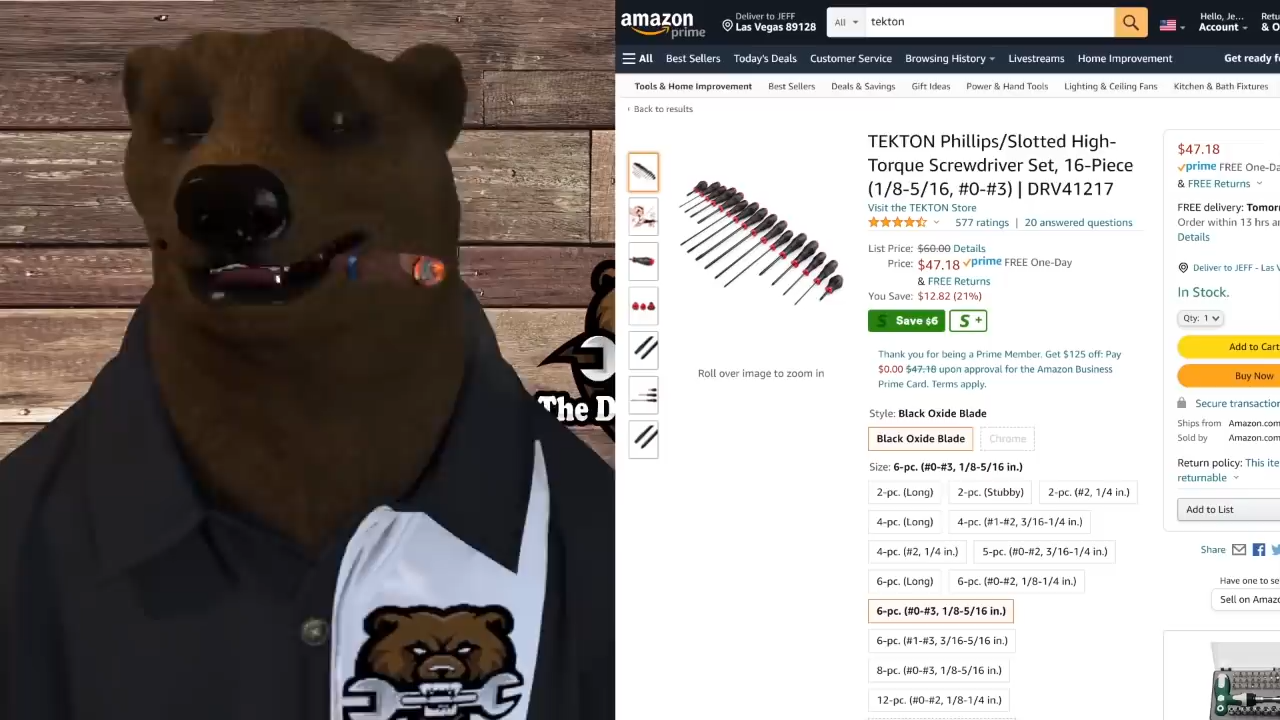 The D
amazon
prime
Deliver to JEFF
Las Vegas 89128
All
tekton
Hello, Je...
Account
Retu
& O
All
Best Sellers
Today's Deals
Customer Service
Browsing History
Livestreams
Home Improvement
Get ready fo
Tools & Home Improvement
Best Sellers
Deals & Savings
Gift Ideas
Power & Hand Tools
Lighting & Ceiling Fans
Kitchen & Bath Fixtures
‹ Back to results
TEKTON Phillips/Slotted High-
Torque Screwdriver Set, 16-Piece
(1/8-5/16, #0-#3) | DRV41217
Visit the TEKTON Store
577 ratings | 20 answered questions
List Price: $60.00 Details
Price: $47.18 prime FREE One-Day
& FREE Returns
You Save: $12.82 (21%)
S Save $6
S +
Roll over image to zoom in
Thank you for being a Prime Member. Get $125 off: Pay
$0.00 $47.18 upon approval for the Amazon Business
Prime Card. Terms apply.
Style: Black Oxide Blade
Black Oxide Blade
Chrome
Size: 6-pc. (#0-#3, 1/8-5/16 in.)
2-pc. (Long)
2-pc. (Stubby)
2-pc. (#2, 1/4 in.)
4-pc. (Long)
4-pc. (#1-#2, 3/16-1/4 in.)
4-pc. (#2, 1/4 in.)
5-pc. (#0-#2, 3/16-1/4 in.)
6-pc. (Long)
6-pc. (#0-#2, 1/8-1/4 in.)
6-pc. (#0-#3, 1/8-5/16 in.)
6-pc. (#1-#3, 3/16-5/16 in.)
8-pc. (#0-#3, 1/8-5/16 in.)
12-pc. (#0-#2, 1/8-1/4 in.)
$47.18
prime FREE One-Da
& FREE Returns
FREE delivery: Tomor
Order within 13 hrs a
Details
Deliver to JEFF - Las V
In Stock.
Qty: 1
Add to Cart
Buy Now
Secure transaction
Ships from Amazon.com
Sold by Amazon.com
Return policy: This ite
returnable
Add to List
Share
Have one to se
Sell on Amazo